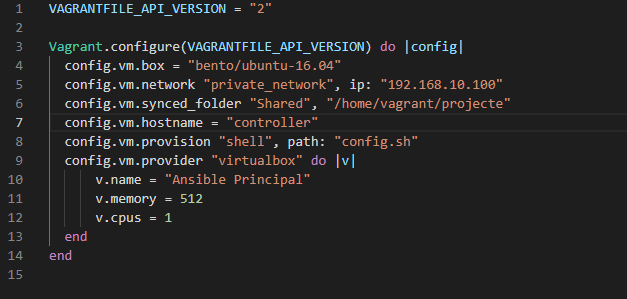 1 VAGRANTFILE_API_VERSION = "2"
2
3 Vagrant.configure(VAGRANTFILE_API_VERSION) do |config|
4   config.vm.box = "bento/ubuntu-16.04"
5   config.vm.network "private_network", ip: "192.168.10.100"
6   config.vm.synced_folder "Shared", "/home/vagrant/projecte"
7   config.vm.hostname = "controller"
8   config.vm.provision "shell", path: "config.sh"
9   config.vm.provider "virtualbox" do |v|
10       v.name = "Ansible Principal"
11       v.memory = 512
12       v.cpus = 1
13   end
14 end
15